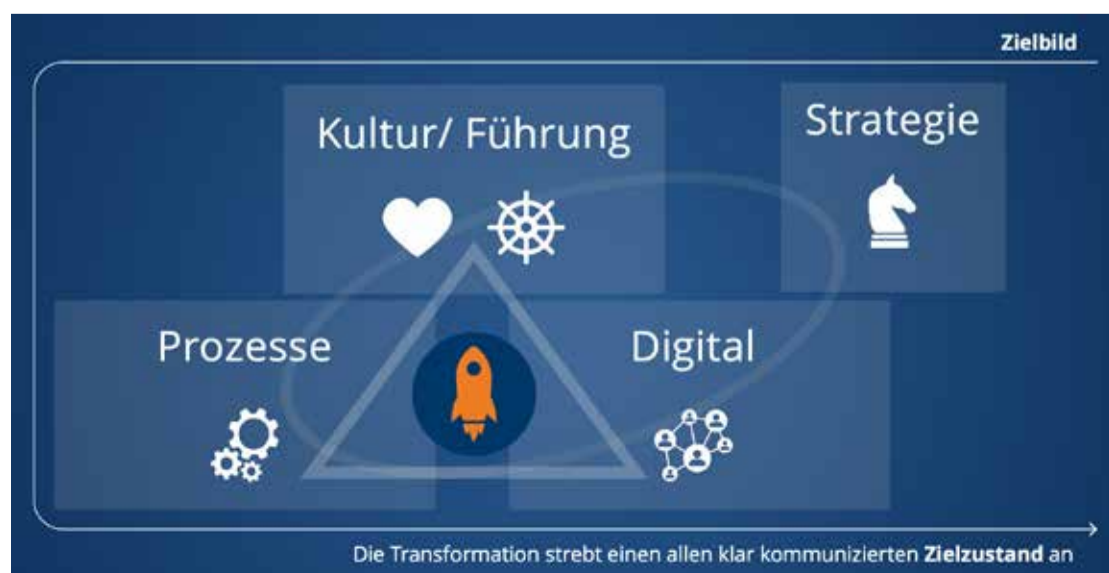 Zielbild
Kultur/ Führung
Strategie
Prozesse
Digital
Die Transformation strebt einen allen klar kommunizierten Zielzustand an